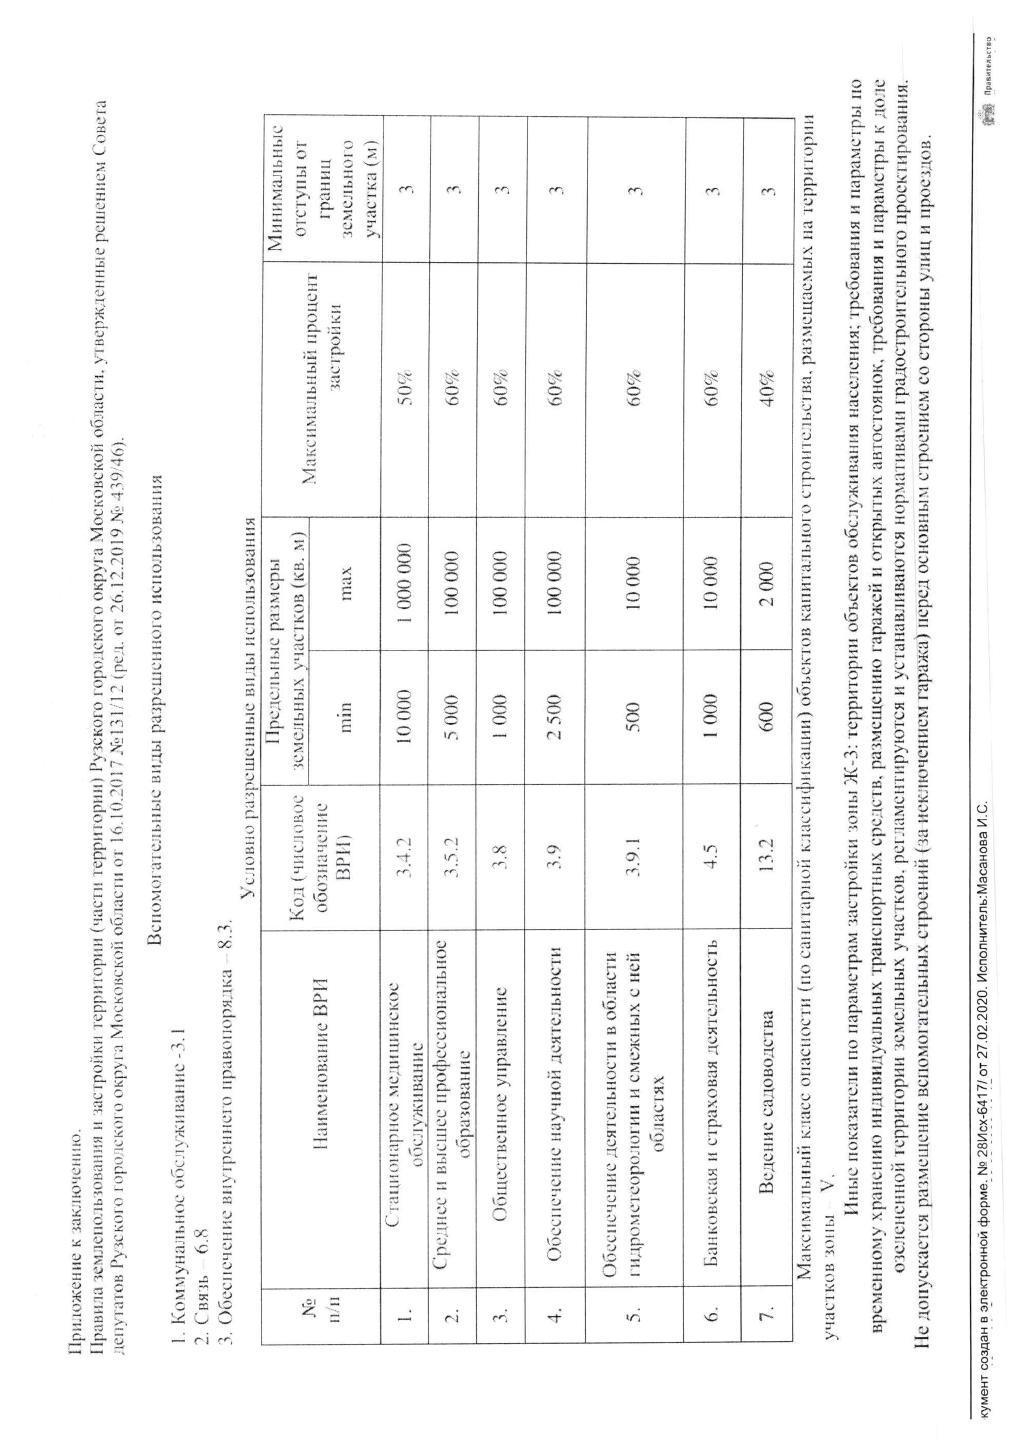 Приложение к заключению.
Правила землепользования и застройки территории (части территории) Рузского городского округа Московской области, утвержденные решением Совета
депутатов Рузского городского округа Московской области от 16.10.2017 №131/12 (ред. от 26.12.2019 № 439/46).
Вспомогательные виды разрешенного использования
1. Коммунальное обслуживание -3.1
2. Связь – 6.8
3. Обеспечение внутреннего правопорядка – 8.3.
Условно разрешенные виды использования
№ п/п
Наименование ВРИ
Код (числовое обозначение ВРИ)
Предельные размеры земельных участков (кв. м)
min
max
Максимальный процент застройки
Минимальные отступы от границ земельного участка (м)
1. Стационарное медицинское обслуживание 3.4.2 10 000 1 000 000 50% 3
2. Среднее и высшее профессиональное образование 3.5.2 5 000 100 000 60% 3
3. Общественное управление 3.8 1 000 100 000 60% 3
4. Обеспечение научной деятельности 3.9 2 500 100 000 60% 3
5. Обеспечение деятельности в области гидрометеорологии и смежных с ней областях 3.9.1 500 10 000 60% 3
6. Банковская и страховая деятельность 4.5 1 000 10 000 60% 3
7. Ведение садоводства 13.2 600 2 000 40% 3
Максимальный класс опасности (по санитарной классификации) объектов капитального строительства, размещаемых на территории
участков зоны V.
Иные показатели по параметрам застройки зоны Ж-3: территории объектов обслуживания населения; требования и параметры по
временному хранению индивидуальных транспортных средств, размещению гаражей и открытых автостоянок, требования и параметры к доле
озелененной территории земельных участков, регламентируются и устанавливаются нормативами градостроительного проектирования.
Не допускается размещение вспомогательных строений (за исключением гаража) перед основным строением со стороны улиц и проездов.
кумент создан в электронной форме. № 28Исх-6417/ от 27.02.2020. Исполнитель:Масанова И.С.
Правительство